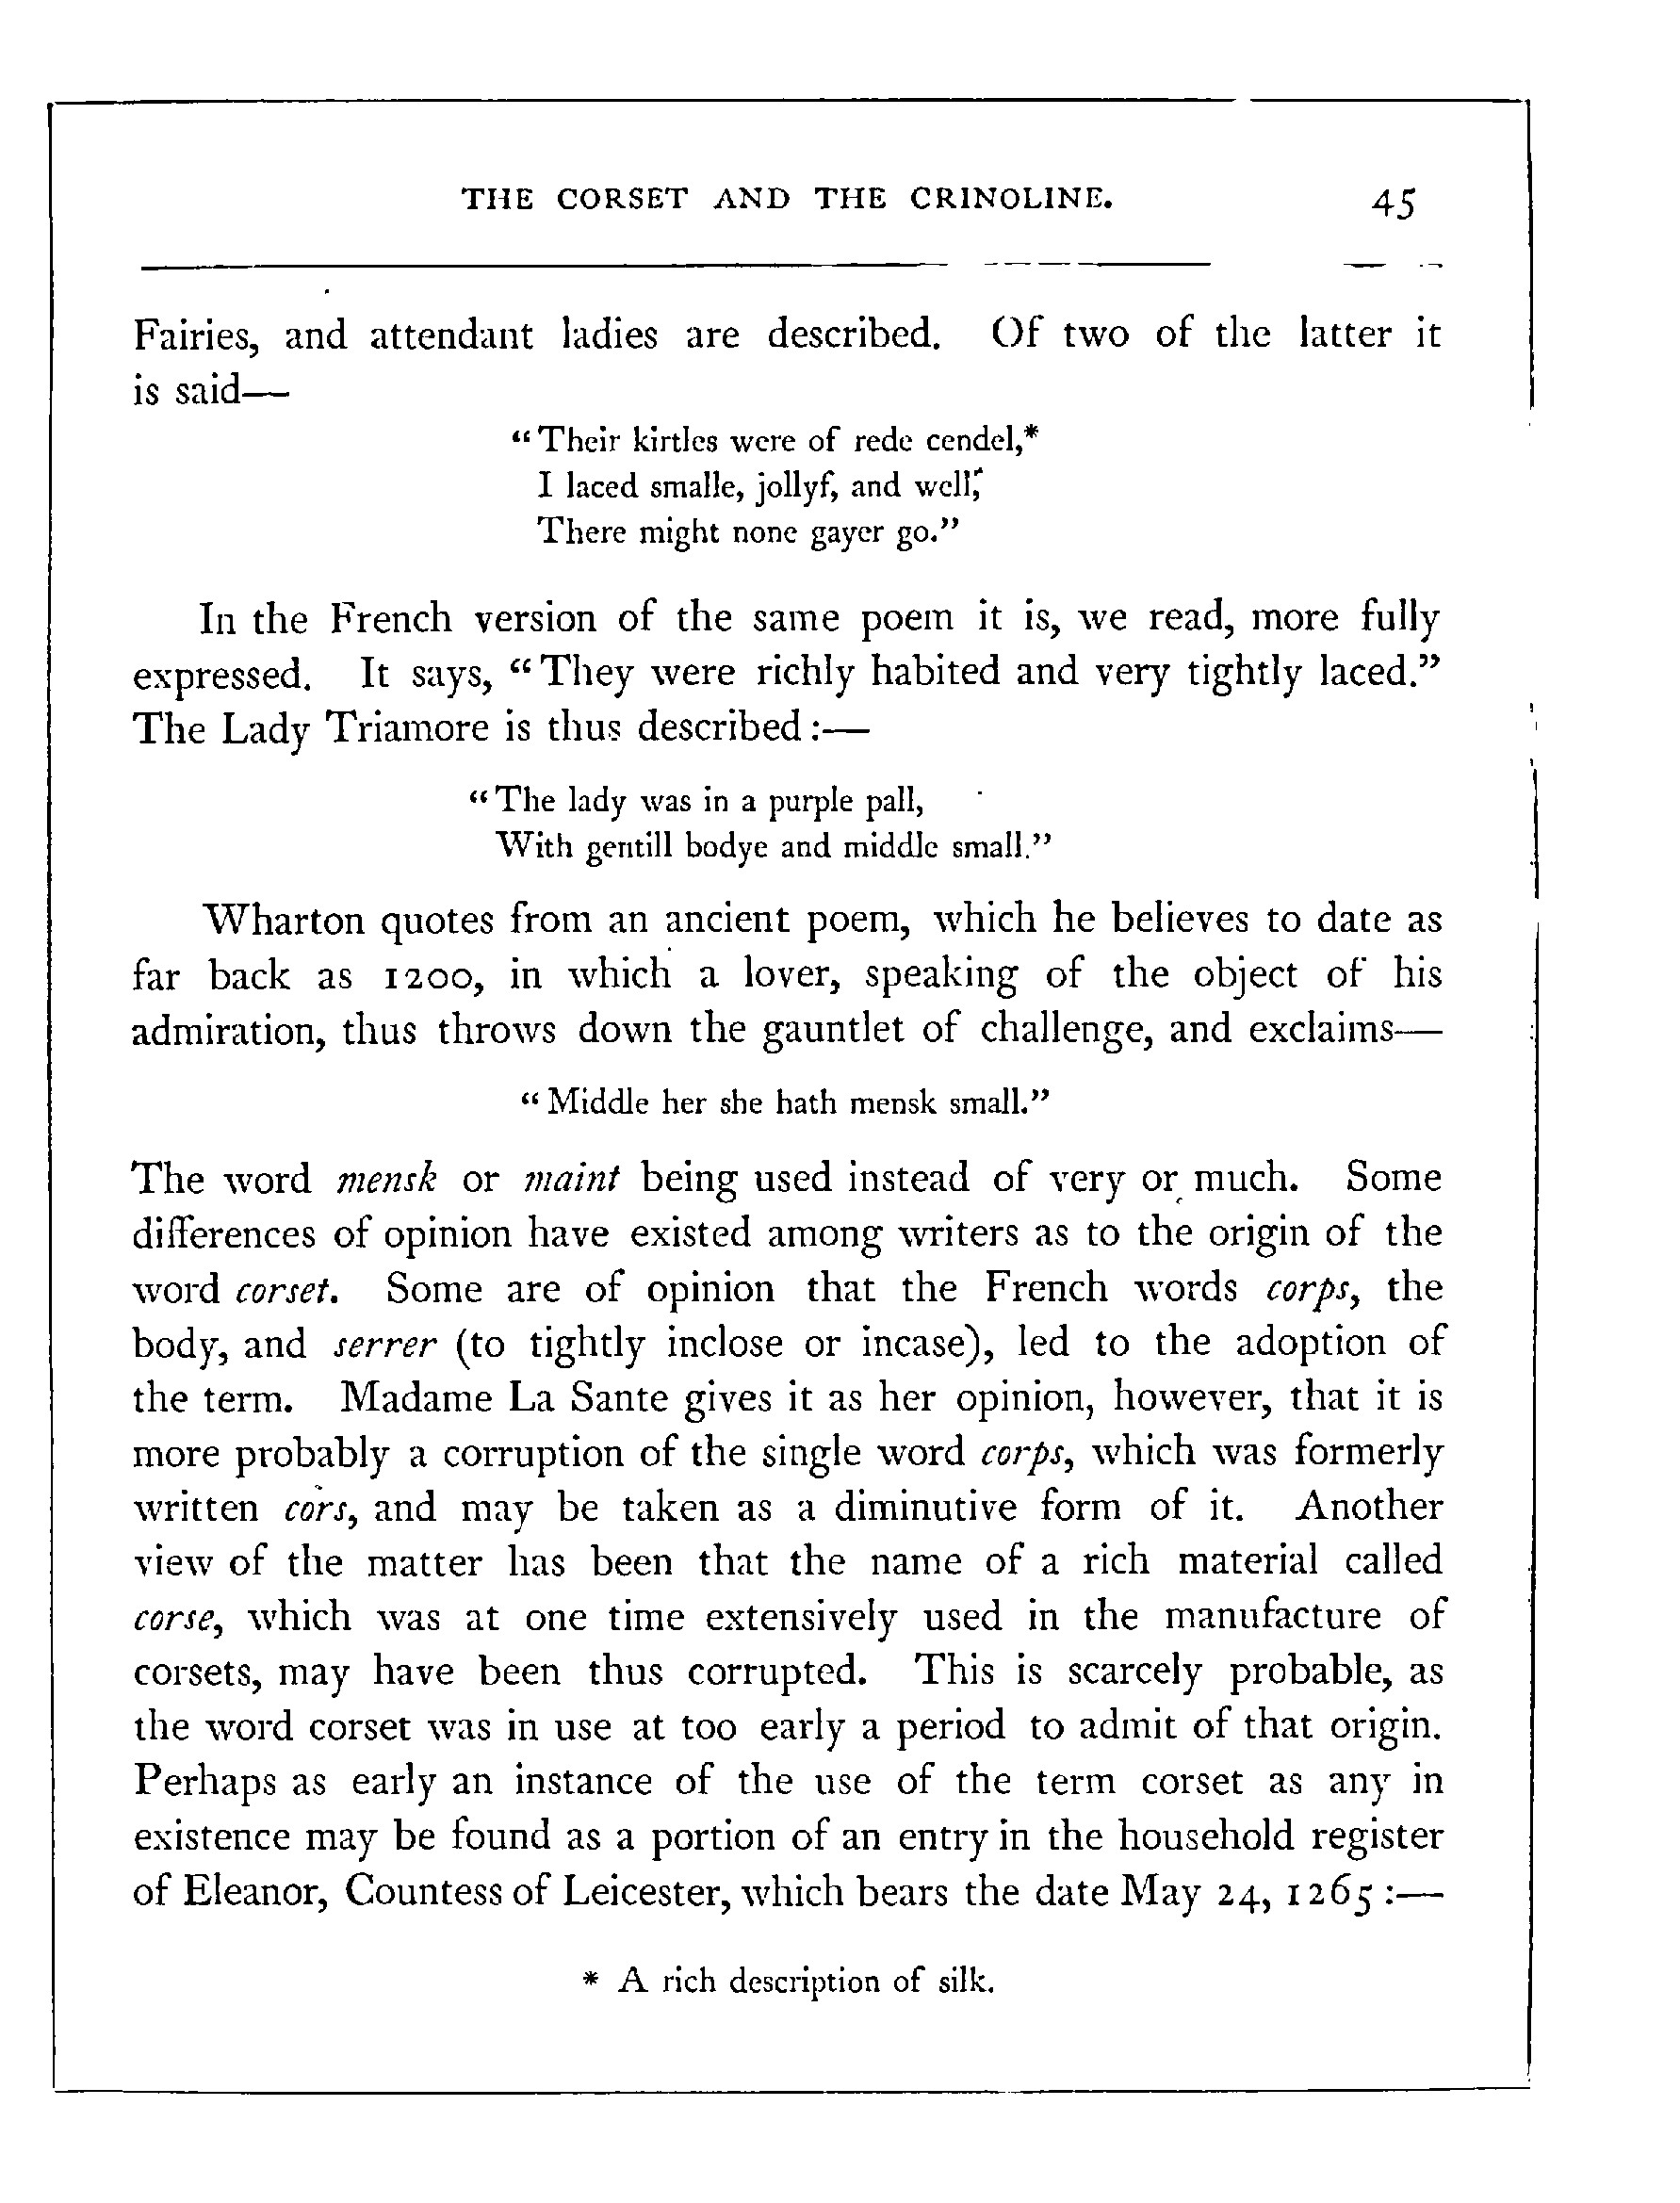 THE CORSET AND THE CRINOLINE. 45
Fairies, and attendant ladies are described. Of two of the latter it
is said—
“Their kirtles were of rede cendel,*
I laced smalle, jollyf, and well,
There might none gayer go.”
In the French version of the same poem it is, we read, more fully
expressed. It says, “They were richly habited and very tightly laced.”
The Lady Triamore is thus described:—
“The lady was in a purple pall,
With gentill bodye and middle small.”
Wharton quotes from an ancient poem, which he believes to date as
far back as 1200, in which a lover, speaking of the object of his
admiration, thus throws down the gauntlet of challenge, and exclaims—
“Middle her she hath mensk small.”
The word mensk or maint being used instead of very or much. Some
differences of opinion have existed among writers as to the origin of the
word corset. Some are of opinion that the French words corps, the
body, and serrer (to tightly inclose or incase), led to the adoption of
the term. Madame La Sante gives it as her opinion, however, that it is
more probably a corruption of the single word corps, which was formerly
written cors, and may be taken as a diminutive form of it. Another
view of the matter has been that the name of a rich material called
corse, which was at one time extensively used in the manufacture of
corsets, may have been thus corrupted. This is scarcely probable, as
the word corset was in use at too early a period to admit of that origin.
Perhaps as early an instance of the use of the term corset as any in
existence may be found as a portion of an entry in the household register
of Eleanor, Countess of Leicester, which bears the date May 24, 1265:—
* A rich description of silk.